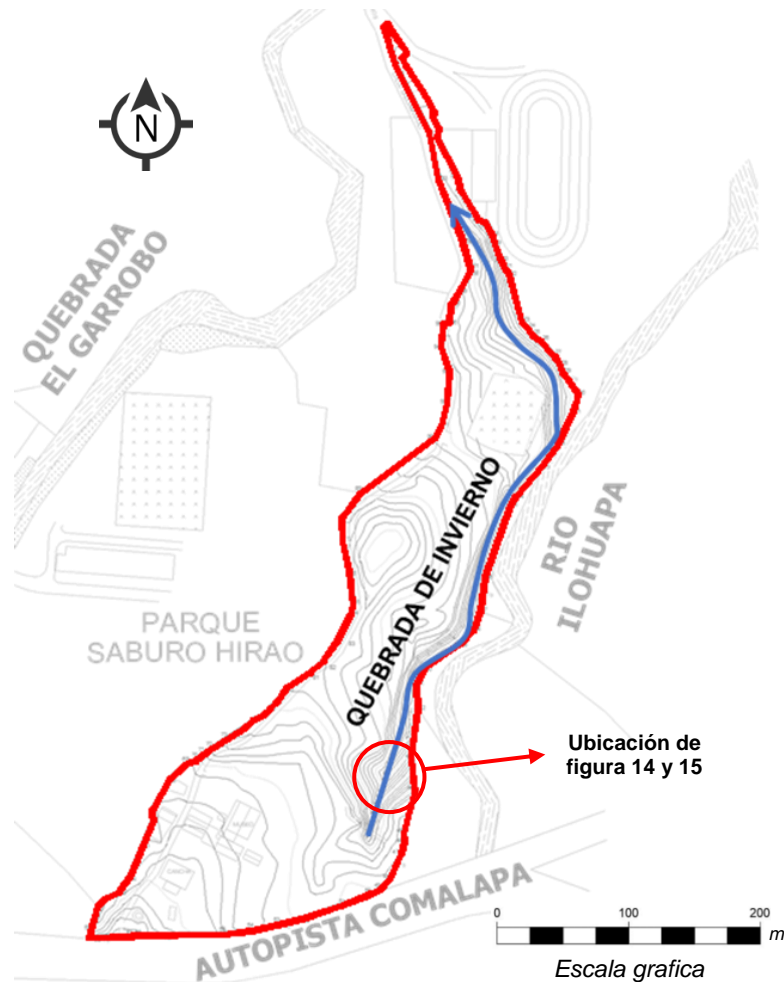 N
QUEBRADA
EL GARROBO
QUEBRADA DE INVIERNO
RIO
ILOHUAPA
PARQUE
SABURO HIRAO
Ubicación de
figura 14 y 15
AUTOPISTA COMALAPA
0 100 200
m
Escala grafica